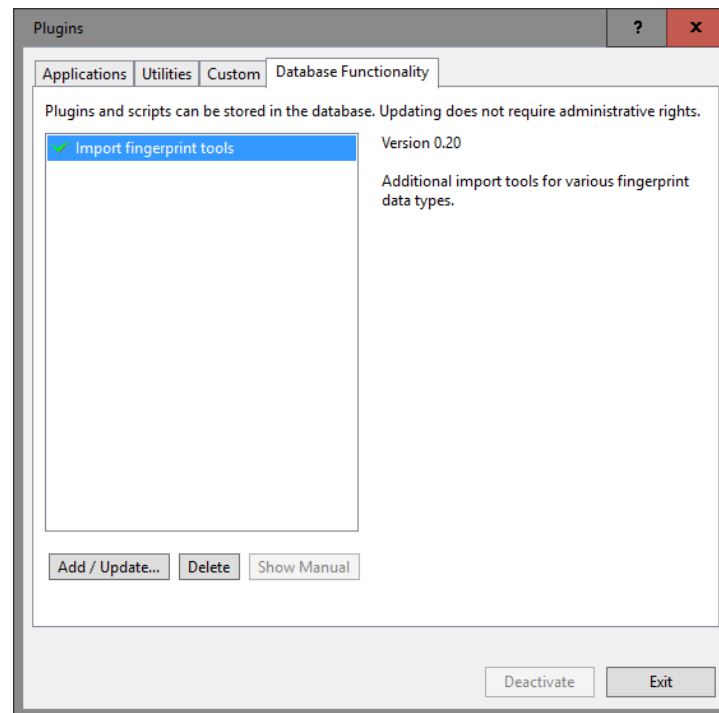 Plugins
?
x
Applications
Utilities
Custom
Database Functionality
Plugins and scripts can be stored in the database. Updating does not require administrative rights.
Import fingerprint tools
Version 0.20
Additional import tools for various fingerprint
data types.
Add / Update...
Delete
Show Manual
Deactivate
Exit